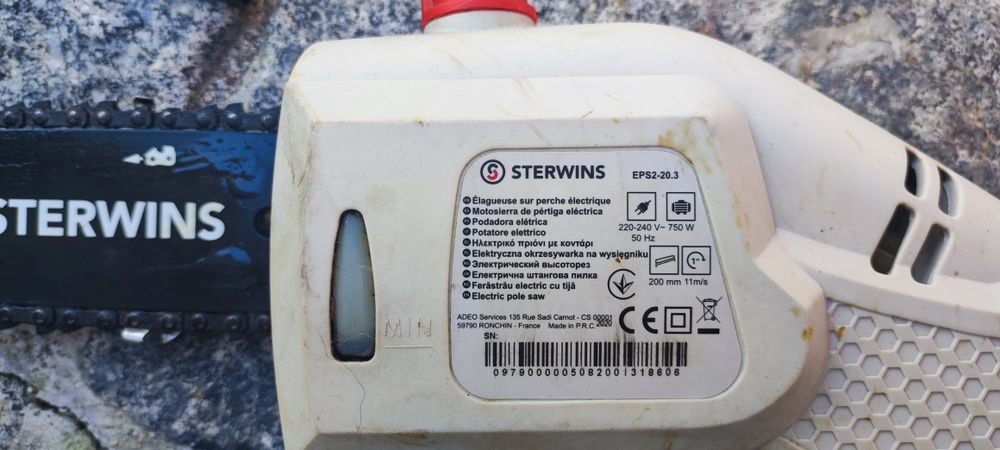 STERWINS
MIN
STERWINS
EPS2-20.3
Élagueuse sur perche électrique
Motosierra de pértiga eléctrica
Podadora elétrica
Potatore elettrico
Ηλεκτρικό πριόνι με κοντάρι
Elektryczna okrzesywarka na wysięgniku
Электрический высоторез
Електрична штангова пилка
Ferăstrău electric cu tijă
Electric pole saw
220-240 V~ 750 W
50 Hz
200 mm 11m/s
ADEO Services 135 Rue Sadi Carnot - CS 00001
59790 RONCHIN - France Made in P.R.C. 2020
CE
SN:
0979000005082001318606